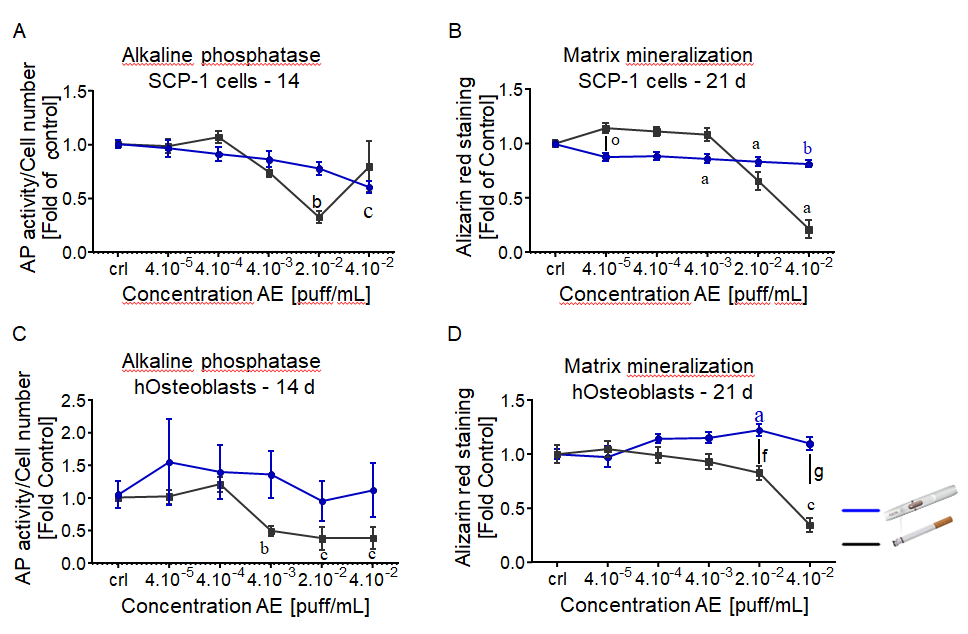 A
Alkaline phosphatase
SCP-1 cells - 14
AP activity/Cell number
[Fold of control]
1.5
1.0
0.5
0.0
b
c
crl 4.10-5 4.10-4 4.10-3 2.10-2 4.10-2
Concentration AE [puff/mL]
B
Matrix mineralization
SCP-1 cells - 21 d
Alizarin red staining
[Fold of Control]
1.5
1.0
0.5
0.0
o
a
b
a
a
crl 4.10-5 4.10-4 4.10-3 2.10-2 4.10-2
Concentration AE [puff/mL]
C
Alkaline phosphatase
hOsteoblasts - 14 d
AP activity/Cell number
[Fold Control]
2.5
2.0
1.5
1.0
0.5
0.0
b
c
c
crl 4.10-5 4.10-4 4.10-3 2.10-2 4.10-2
Concentration AE [puff/mL]
D
Matrix mineralization
hOsteoblasts - 21 d
Alizarin red staining
[Fold Control]
1.5
1.0
0.5
0.0
a
f
g
c
crl 4.10-5 4.10-4 4.10-3 2.10-2 4.10-2
Concentration AE [puff/mL]